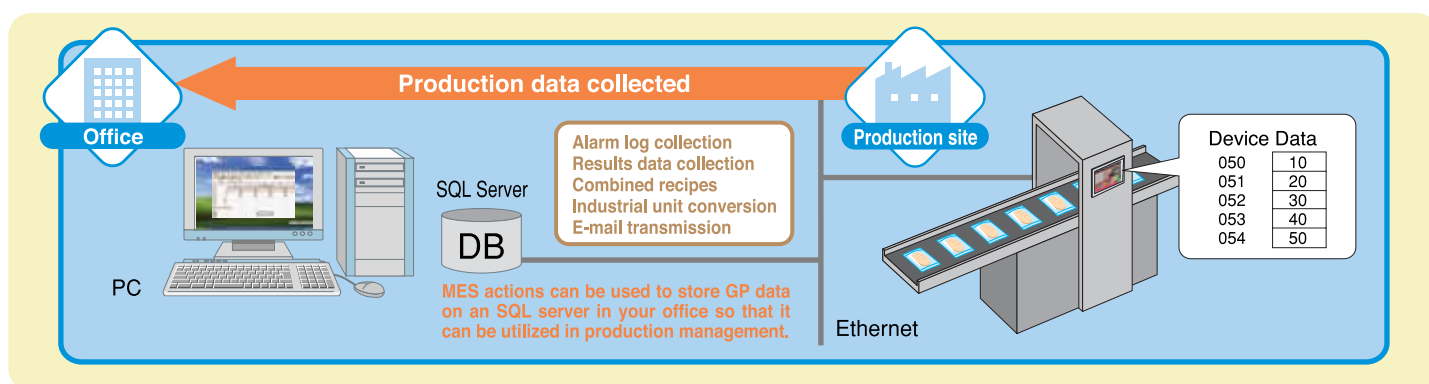 Production data collected
Office
Production site
Alarm log collection
Results data collection
Combined recipes
Industrial unit conversion
E-mail transmission
Device Data
050 10
051 20
052 30
053 40
054 50
SQL Server
DB
PC
MES actions can be used to store GP data
on an SQL server in your office so that it
can be utilized in production management.
Ethernet